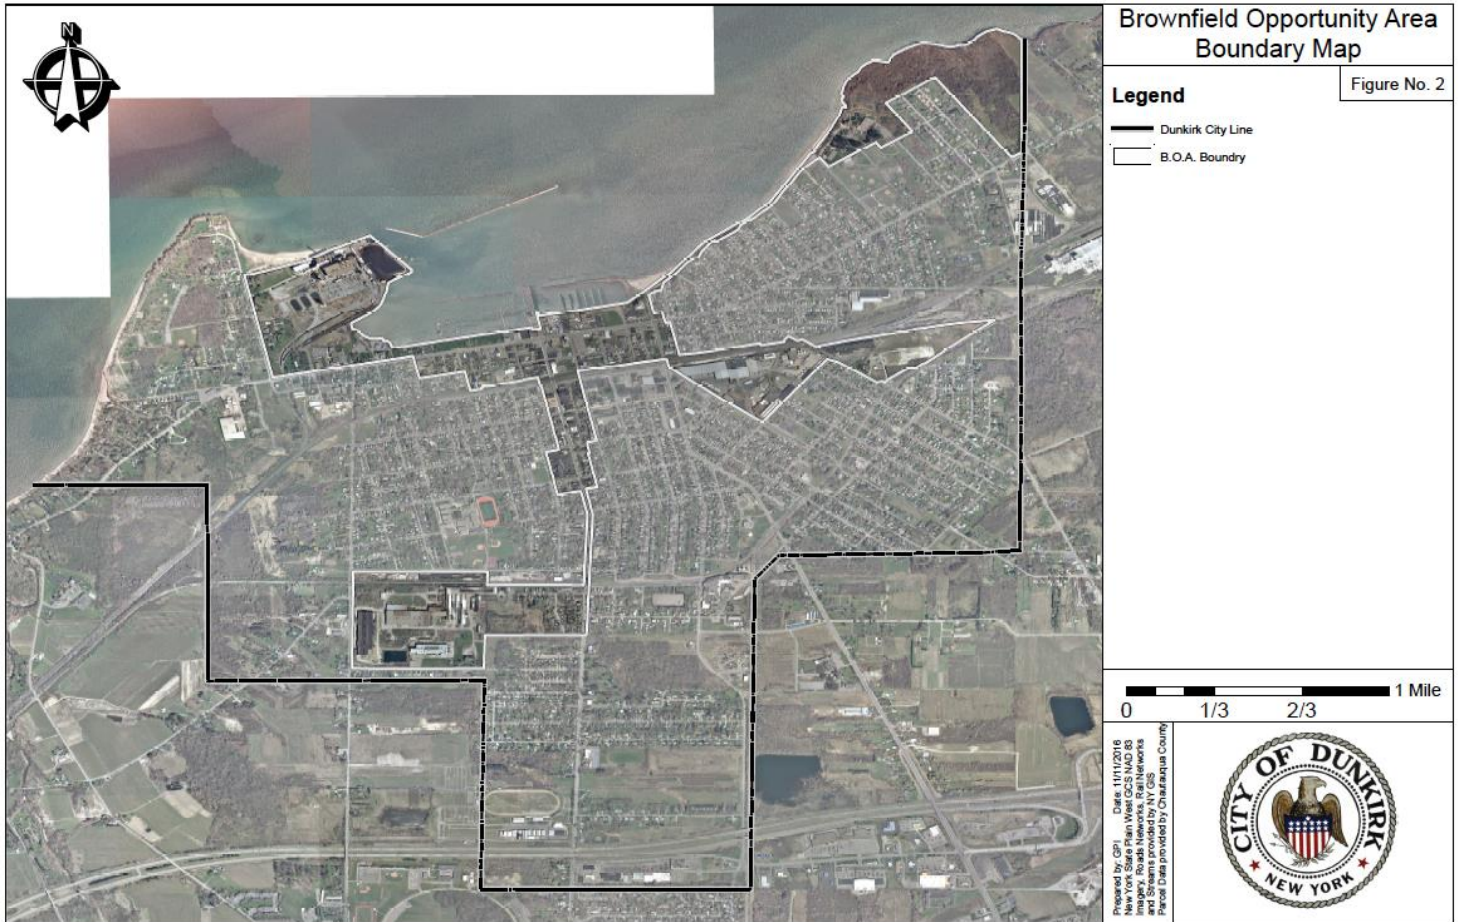 N
Brownfield Opportunity Area
Boundary Map
Figure No. 2
Legend
Dunkirk City Line
B.O.A. Boundry
1 Mile
0 1/3 2/3
Prepared by: GPI Date: 11/11/2016
New York State Plain West GCS NAD 83
Imagery, Roads Networks, Rail Networks
and Streams provided by NY GIS
Parcel Data provided by Chautauqua County
CITY OF DUNKIRK
NEW YORK